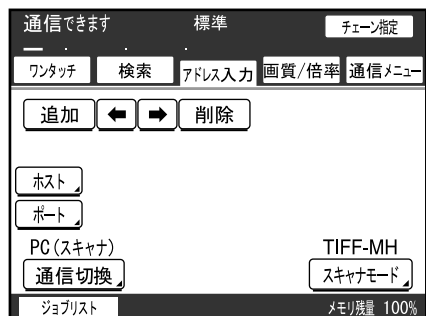 通信できます 標準 チェーン指定
ワンタッチ 検索 アドレス入力 画質/倍率 通信メニュー
追加 ⬅ ➡ 削除
ホスト
ポート
PC(スキャナ) TIFF-MH
通信切換 スキャナモード
ジョブリスト メモリ残量 100%